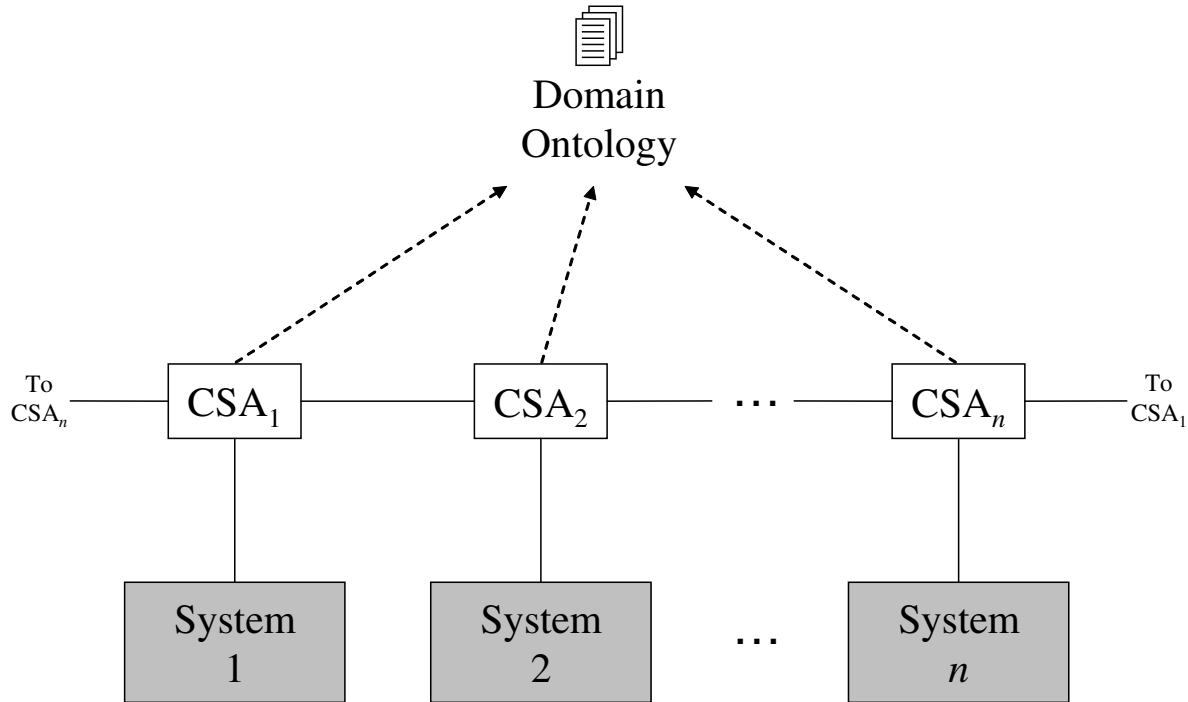 Domain
Ontology
To
CSAₙ
CSA₁
CSA₂
...
CSAₙ
To
CSA₁
System
1
System
2
...
System
n